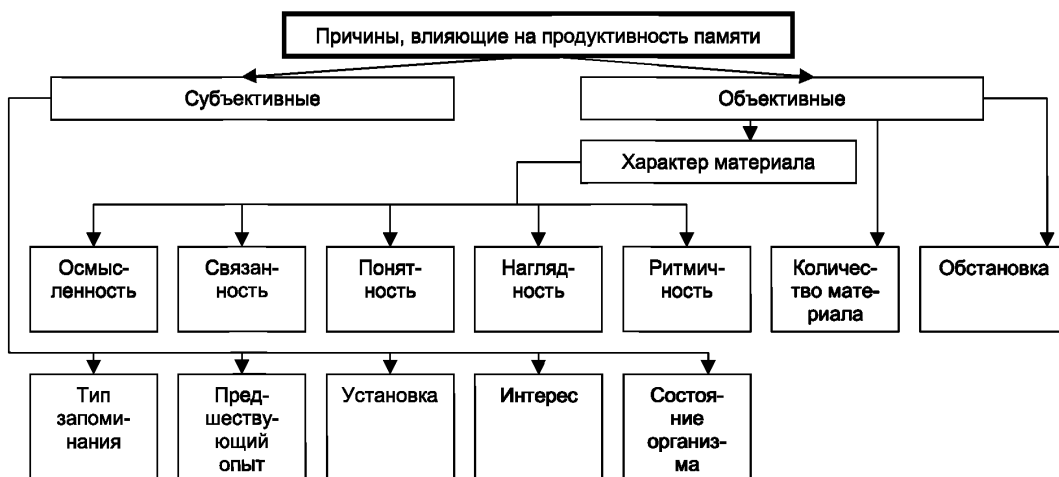 Причины, влияющие на продуктивность памяти
Субъективные
Объективные
Характер материала
Осмыс-
ленность
Связан-
ность
Понят-
ность
Нагляд-
ность
Ритмич-
ность
Количес-
тво мате-
риала
Обстановка
Тип
запоми-
нания
Пред-
шествую-
ющий
опыт
Установка
Интерес
Состоя-
ние
организ-
ма